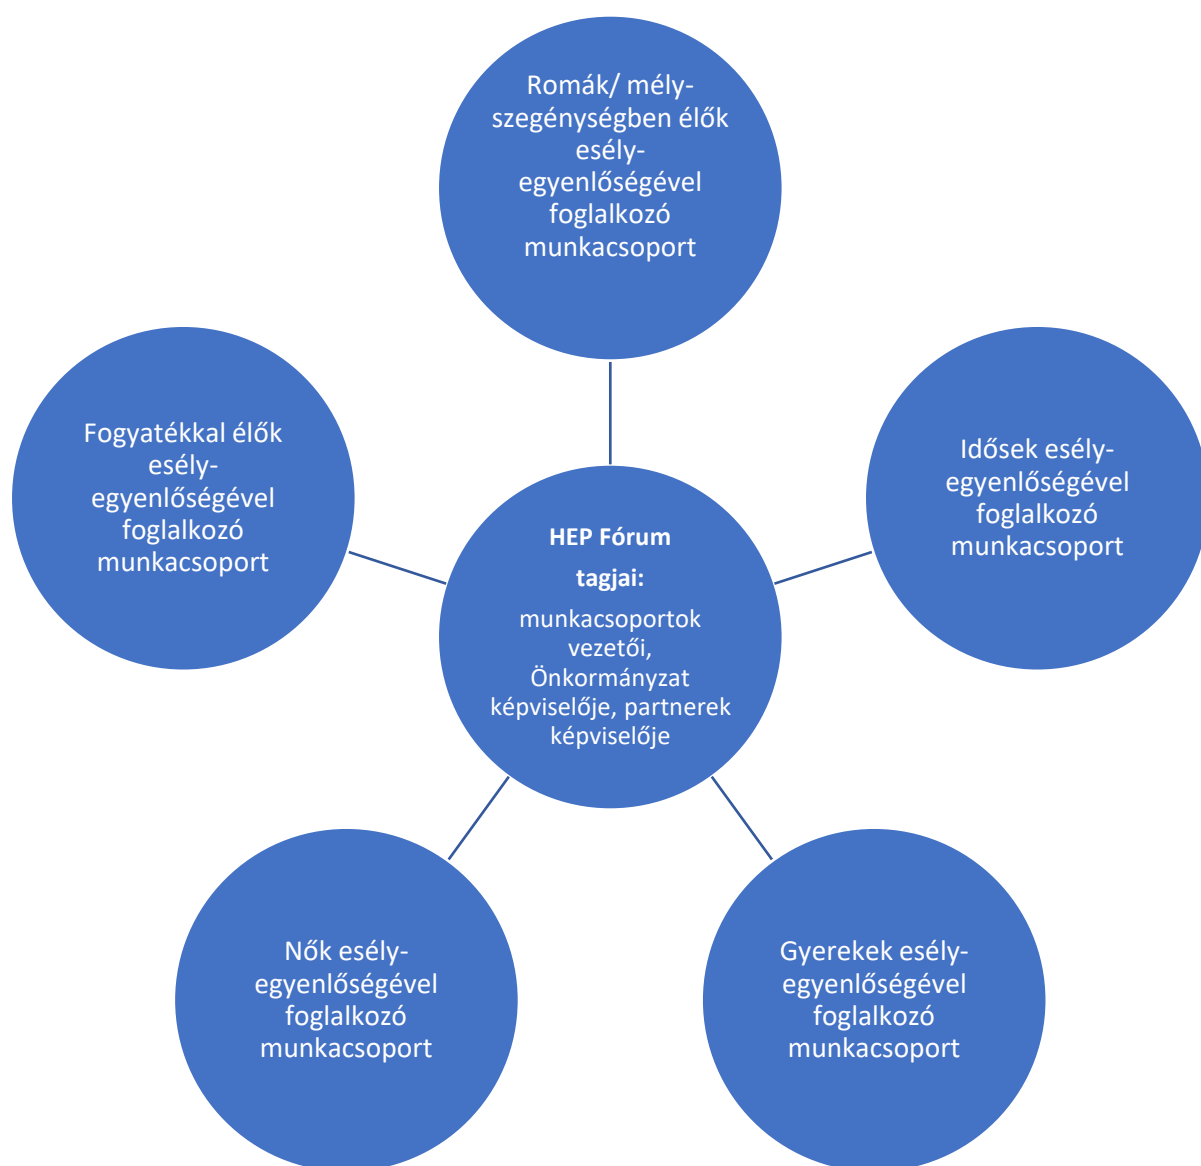 Romák/ mély-
szegénységben élők
esély-
egyenlőségével
foglalkozó
munkacsoport
Fogyatékkal élők
esély-
egyenlőségével
foglalkozó
munkacsoport
Idősek esély-
egyenlőségével
foglalkozó
munkacsoport
HEP Fórum
tagjai:
munkacsoportok
vezetői,
Önkormányzat
képviselője, partnerek
képviselője
Nők esély-
egyenlőségével
foglalkozó
munkacsoport
Gyerekek esély-
egyenlőségével
foglalkozó
munkacsoport